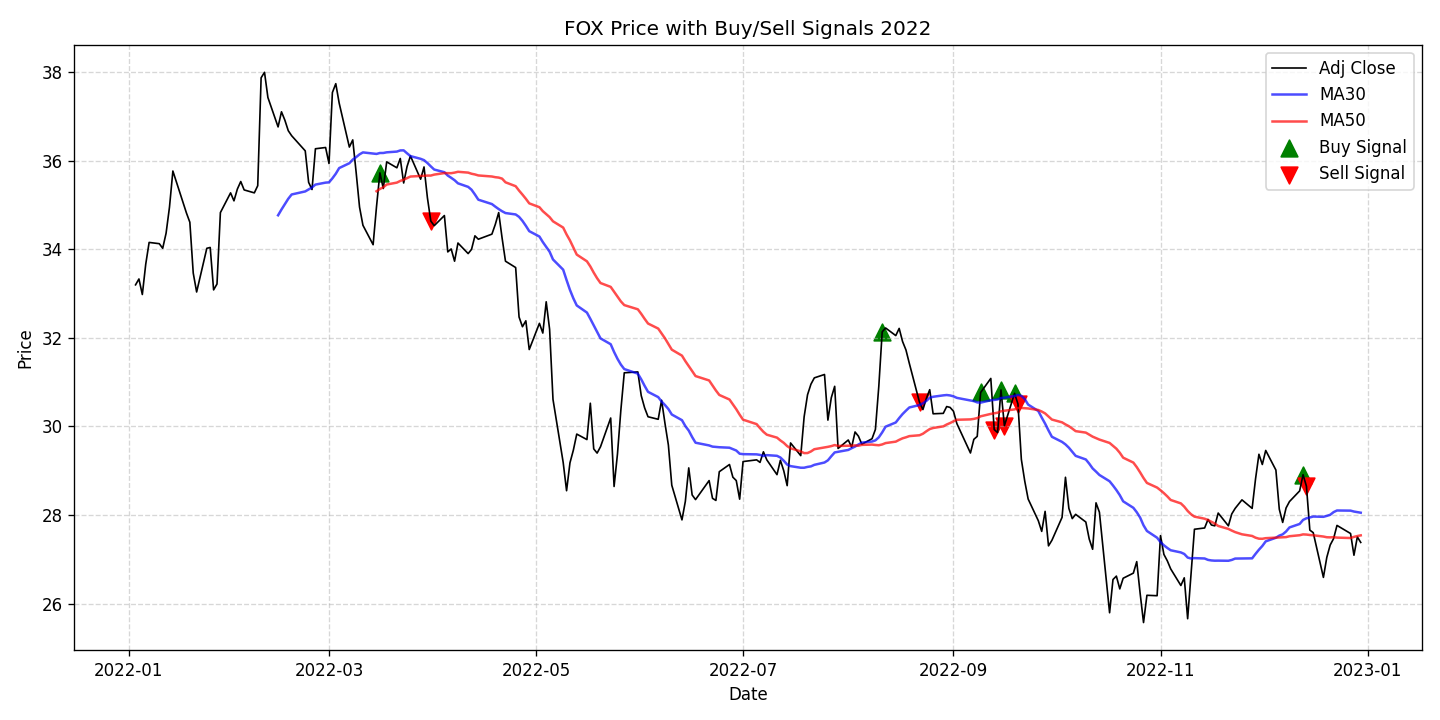 FOX Price with Buy/Sell Signals 2022
Adj Close
MA30
MA50
Buy Signal
Sell Signal
Price
38
36
34
32
30
28
26
2022-01
2022-03
2022-05
2022-07
2022-09
2022-11
2023-01
Date